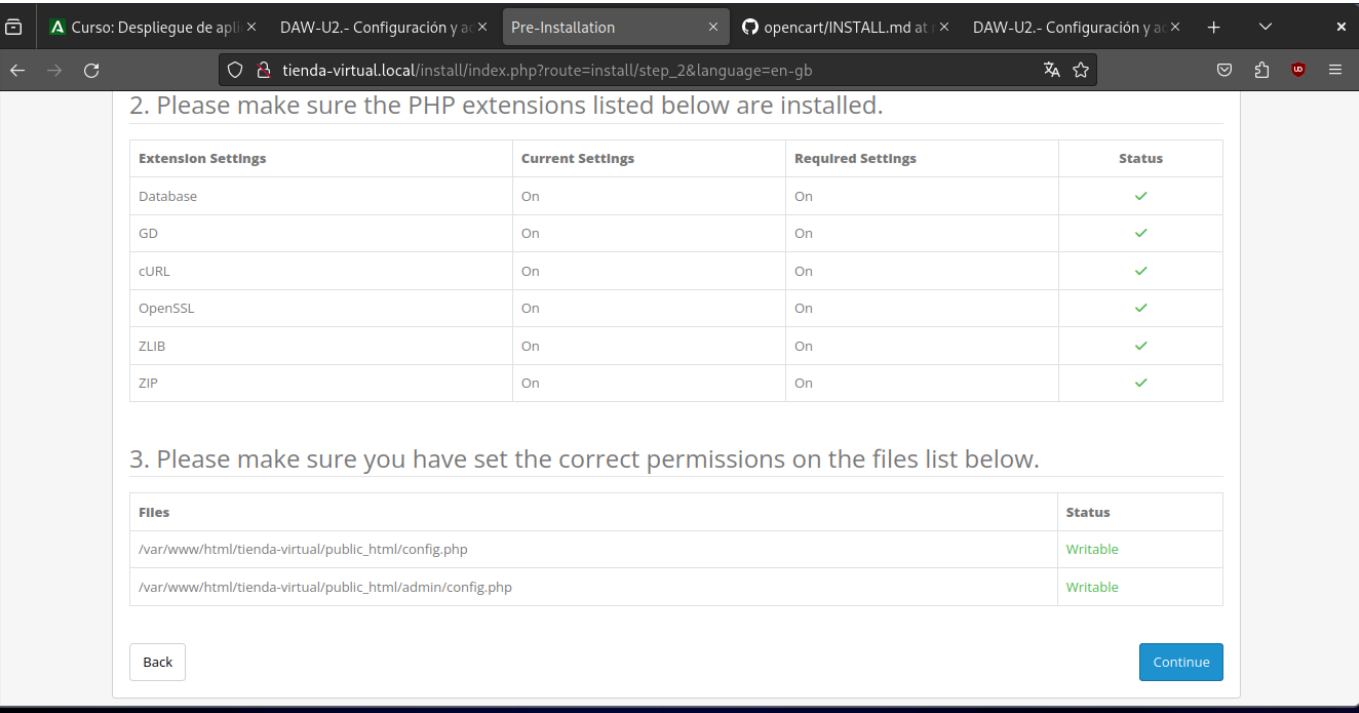 Curso: Despliegue de apli
DAW-U2.- Configuración y ac
Pre-Installation
opencart/INSTALL.md at r
DAW-U2.- Configuración y ac
tienda-virtual.local/install/index.php?route=install/step_2&language=en-gb
2. Please make sure the PHP extensions listed below are installed.
Extension Settings Current Settings Required Settings Status
Database On On
GD On On
cURL On On
OpenSSL On On
ZLIB On On
ZIP On On
3. Please make sure you have set the correct permissions on the files list below.
Files Status
/var/www/html/tienda-virtual/public_html/config.php Writable
/var/www/html/tienda-virtual/public_html/admin/config.php Writable
Back Continue